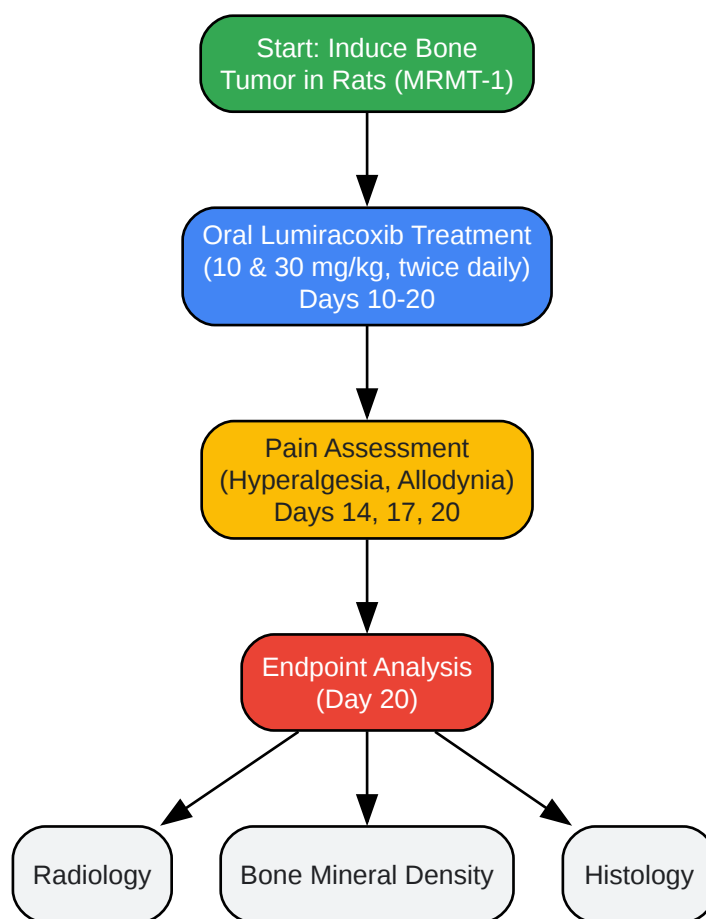 Start: Induce Bone
Tumor in Rats (MRMT-1)
Oral Lumiracoxib Treatment
(10 & 30 mg/kg, twice daily)
Days 10-20
Pain Assessment
(Hyperalgesia, Allodynia)
Days 14, 17, 20
Endpoint Analysis
(Day 20)
Radiology
Bone Mineral Density
Histology